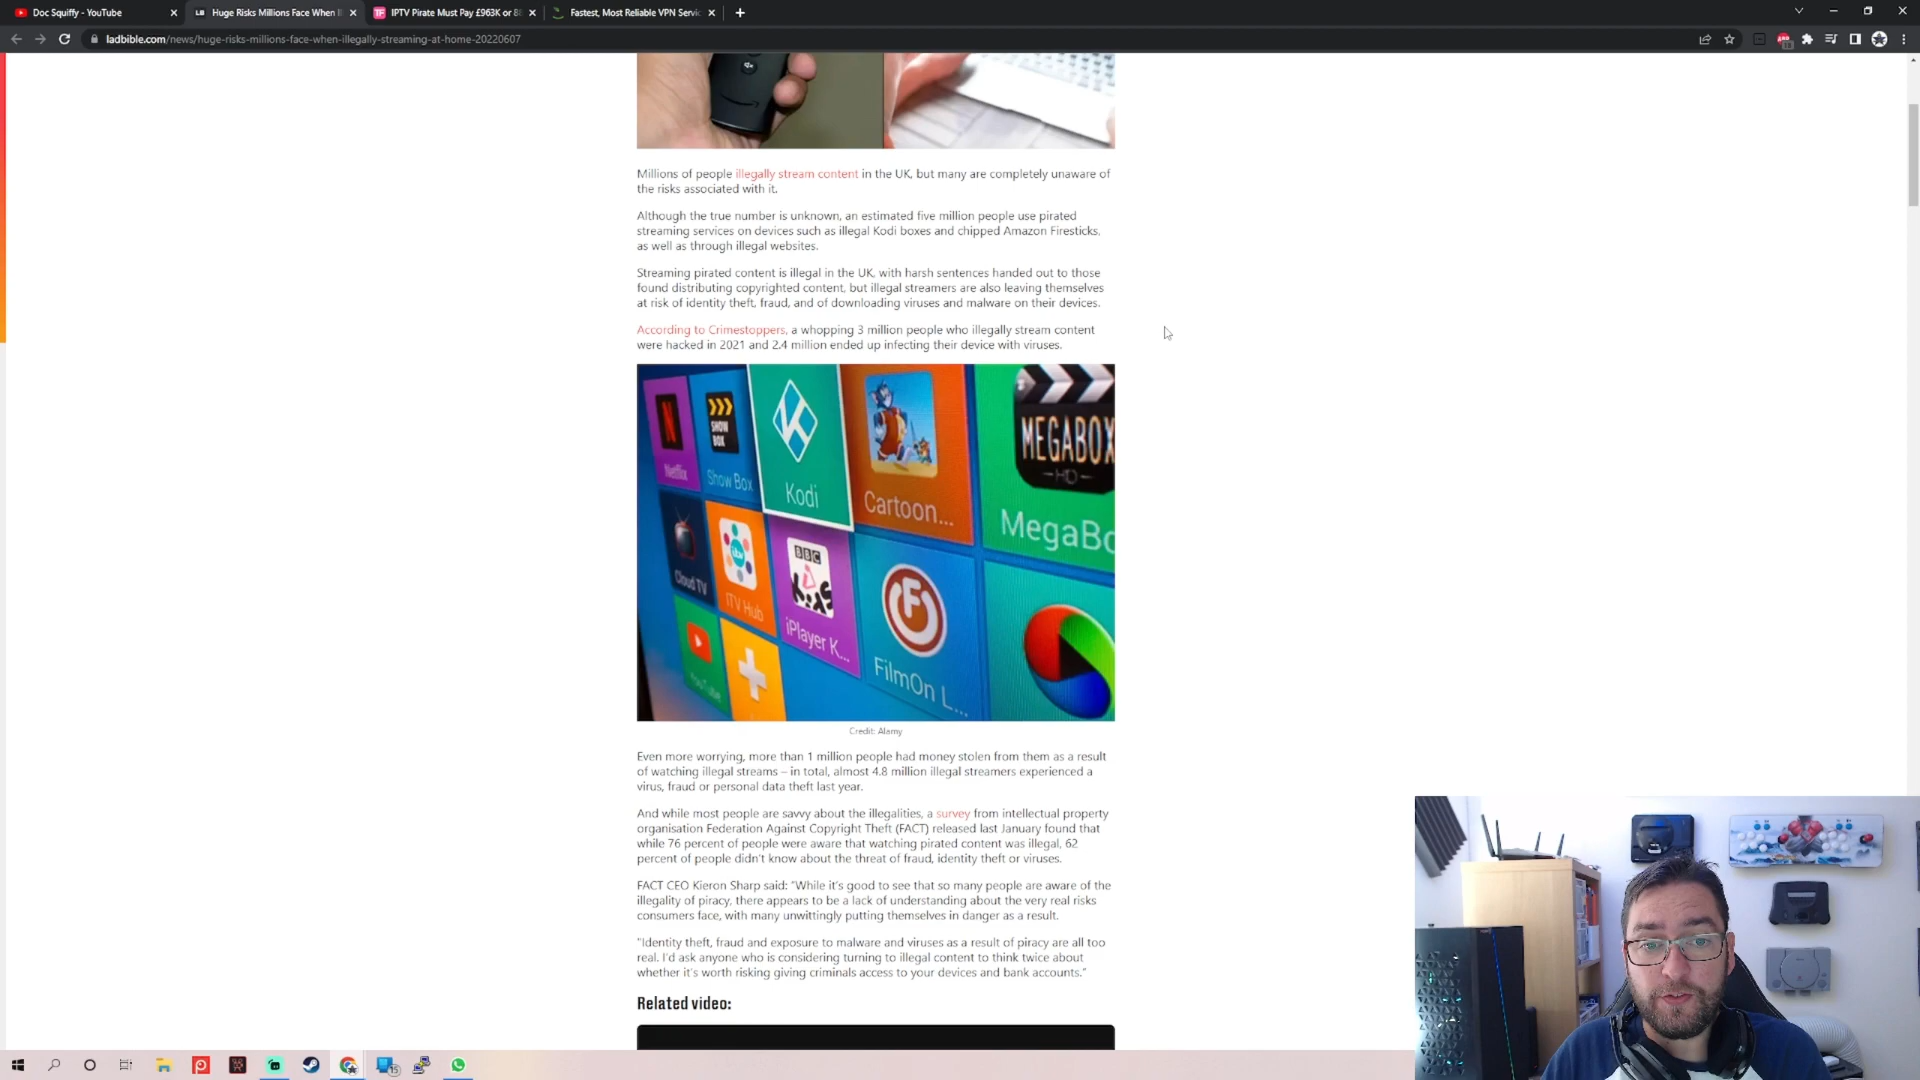 Doc Squiffy - YouTube
Huge Risks Millions Face When I
IPTV Pirate Must Pay £963K or 8
Fastest, Most Reliable VPN Servic
ladbible.com/news/huge-risks-millions-face-when-illegally-streaming-at-home-20220607
Millions of people illegally stream content in the UK, but many are completely unaware of
the risks associated with it.
Although the true number is unknown, an estimated five million people use pirated
streaming services on devices such as illegal Kodi boxes and chipped Amazon Firesticks,
as well as through illegal websites.
Streaming pirated content is illegal in the UK, with harsh sentences handed out to those
found distributing copyrighted content, but illegal streamers are also leaving themselves
at risk of identity theft, fraud, and of downloading viruses and malware on their devices.
According to Crimestoppers, a whopping 3 million people who illegally stream content
were hacked in 2021 and 2.4 million ended up infecting their device with viruses.
N
SHOW
BOX
MEGABOX
HD
Netflix
Show Box
Kodi
Cartoon...
MegaBo
itv
BBC
Cloud TV
ITV Hub
iPlayer K...
FilmOn L...
YouTube
Credit: Alamy
Even more worrying, more than 1 million people had money stolen from them as a result
of watching illegal streams – in total, almost 4.8 million illegal streamers experienced a
virus, fraud or personal data theft last year.
And while most people are savvy about the illegalities, a survey from intellectual property
organisation Federation Against Copyright Theft (FACT) released last January found that
while 76 percent of people were aware that watching pirated content was illegal, 62
percent of people didn't know about the threat of fraud, identity theft or viruses.
FACT CEO Kieron Sharp said: "While it's good to see that so many people are aware of the
illegality of piracy, there appears to be a lack of understanding about the very real risks
consumers face, with many unwittingly putting themselves in danger as a result.
"Identity theft, fraud and exposure to malware and viruses as a result of piracy are all too
real. I'd ask anyone who is considering turning to illegal content to think twice about
whether it's worth risking giving criminals access to your devices and bank accounts."
Related video: